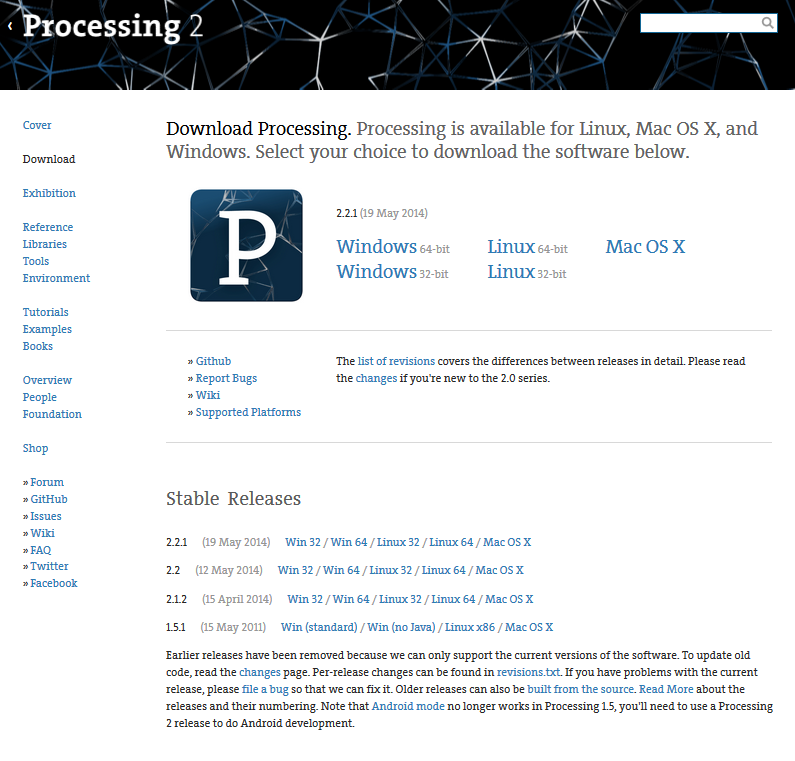 ‹ Processing 2
Cover
Download
Exhibition
Reference
Libraries
Tools
Environment
Tutorials
Examples
Books
Overview
People
Foundation
Shop
» Forum
» GitHub
» Issues
» Wiki
» FAQ
» Twitter
» Facebook
Download Processing. Processing is available for Linux, Mac OS X, and
Windows. Select your choice to download the software below.
P
2.2.1 (19 May 2014)
Windows 64-bit Linux 64-bit Mac OS X
Windows 32-bit Linux 32-bit
» Github
» Report Bugs
» Wiki
» Supported Platforms
The list of revisions covers the differences between releases in detail. Please read
the changes if you're new to the 2.0 series.
Stable Releases
2.2.1 (19 May 2014) Win 32 / Win 64 / Linux 32 / Linux 64 / Mac OS X
2.2 (12 May 2014) Win 32 / Win 64 / Linux 32 / Linux 64 / Mac OS X
2.1.2 (15 April 2014) Win 32 / Win 64 / Linux 32 / Linux 64 / Mac OS X
1.5.1 (15 May 2011) Win (standard) / Win (no Java) / Linux x86 / Mac OS X
Earlier releases have been removed because we can only support the current versions of the software. To update old
code, read the changes page. Per-release changes can be found in revisions.txt. If you have problems with the current
release, please file a bug so that we can fix it. Older releases can also be built from the source. Read More about the
releases and their numbering. Note that Android mode no longer works in Processing 1.5, you'll need to use a Processing
2 release to do Android development.